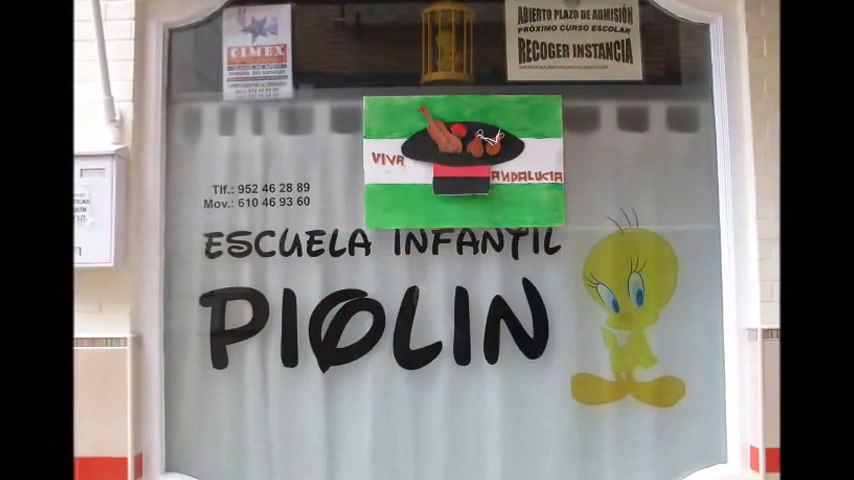 CIMEX
ABIERTO PLAZO DE ADMISIÓN
PRÓXIMO CURSO ESCOLAR
RECOGER INSTANCIA
VIVA
ANDALUCIA
Tlf.: 952 46 28 89
Mov.: 610 46 93 60
ESCUELA INFANTIL
PIOLIN